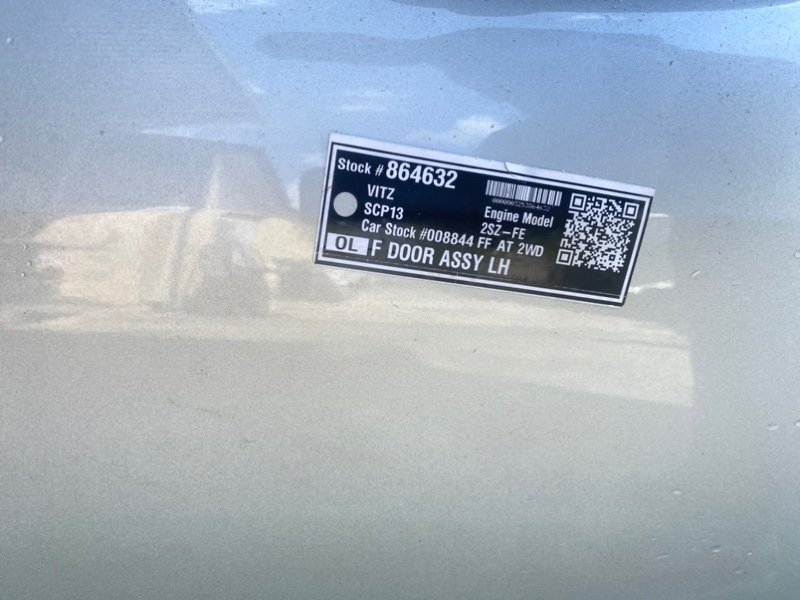 Stock # 864632
VITZ
SCP13
Engine Model
2SZ-FE
Car Stock #008844 FF AT 2WD
OL F DOOR ASSY LH